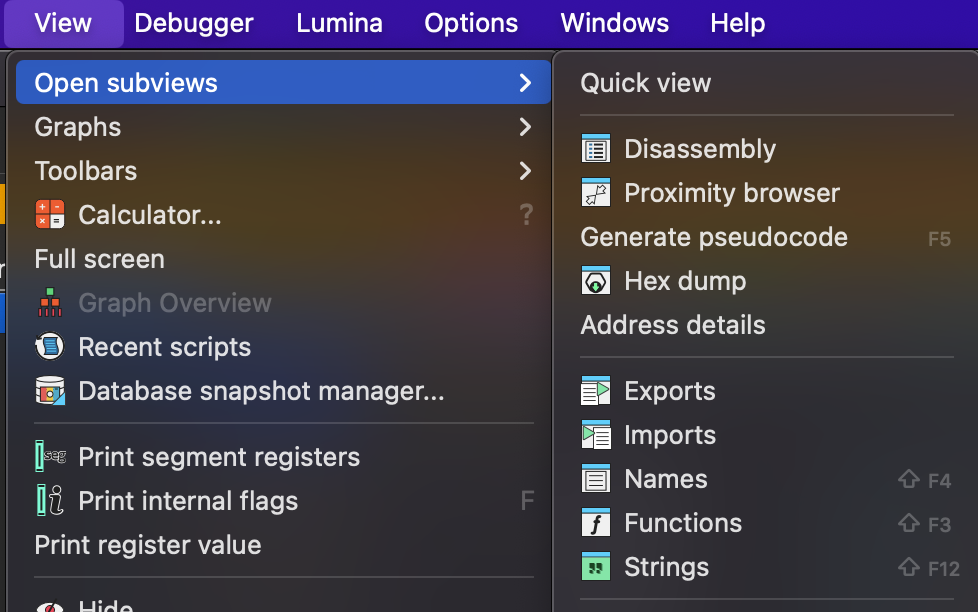 View Debugger Lumina Options Windows Help
Open subviews
Graphs
Toolbars
Calculator... ?
Full screen
Graph Overview
Recent scripts
Database snapshot manager...
seg Print segment registers
Print internal flags F
Print register value
Hide
Quick view
Disassembly
Proximity browser
Generate pseudocode F5
Hex dump
Address details
Exports
Imports
Names ⇧ F4
Functions ⇧ F3
Strings ⇧ F12